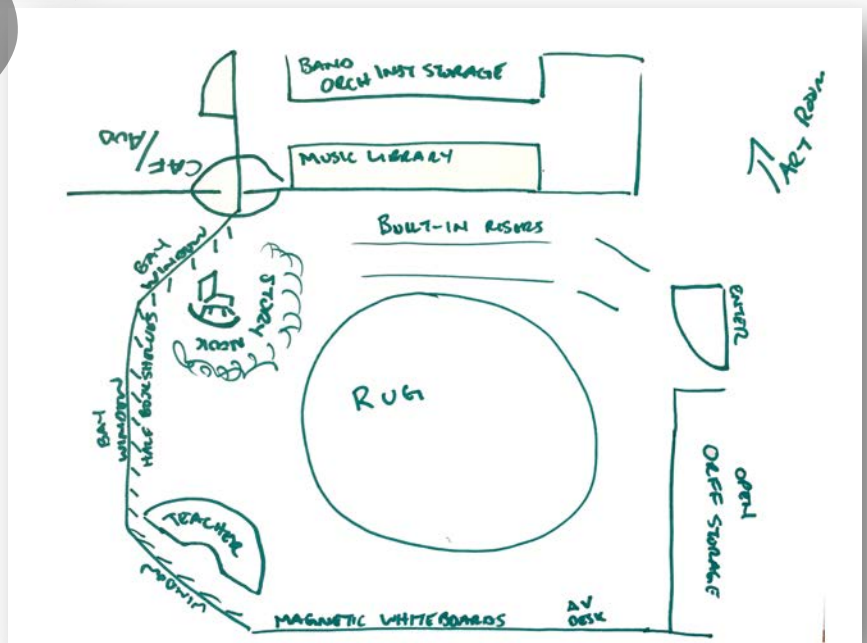 BAND
ORCH INST STORAGE
MUSIC LIBRARY
CAF/
AUD
ART ROOM
BUILT-IN RISORS
BAY
WINDOW
STORY
NOOK
ENTER
RUG
BAY
WINDOW
HALF BOOKSHELVES
OPEN
ORFF STORAGE
TEACHER
WINDOW
MAGNETIC WHITEBOARDS
AV
DESK